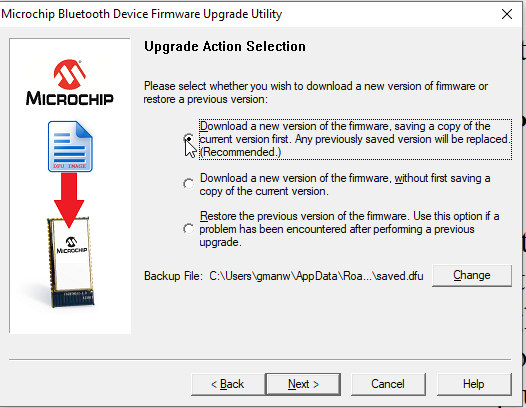 Microchip Bluetooth Device Firmware Upgrade Utility
Upgrade Action Selection
Please select whether you wish to download a new version of firmware or
restore a previous version:
MICROCHIP
DFU IMAGE
MICROCHIP
Download a new version of the firmware, saving a copy of the
current version first. Any previously saved version will be replaced.
(Recommended.)
Download a new version of the firmware, without first saving a
copy of the current version.
Restore the previous version of the firmware. Use this option if a
problem has been encountered after performing a previous
upgrade.
Backup File: C:\Users\gmanw\AppData\Roa...\saved.dfu
Change
< Back
Next >
Cancel
Help